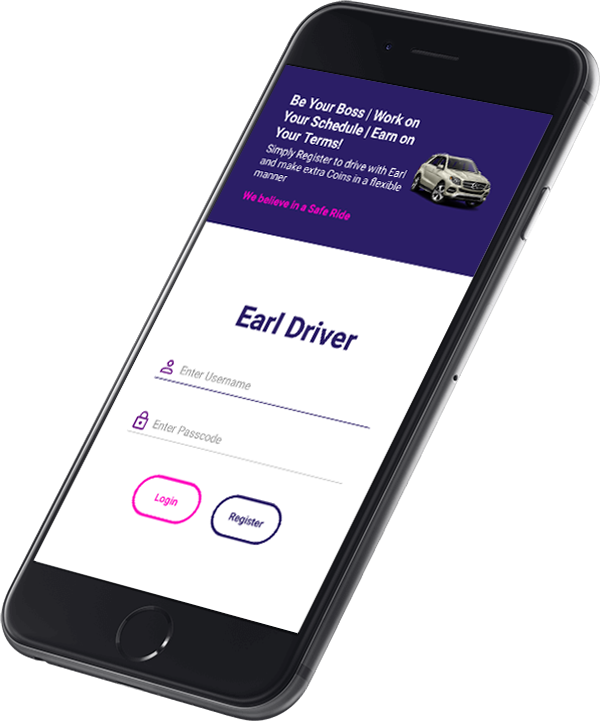 Be Your Boss / Work on
Your Schedule / Earn on
Your Terms!
Simply Register to drive with Earl
and make extra Coins in a flexible
manner
We believe in a Safe Ride
Earl Driver
Enter Username
Enter Passcode
Login
Register